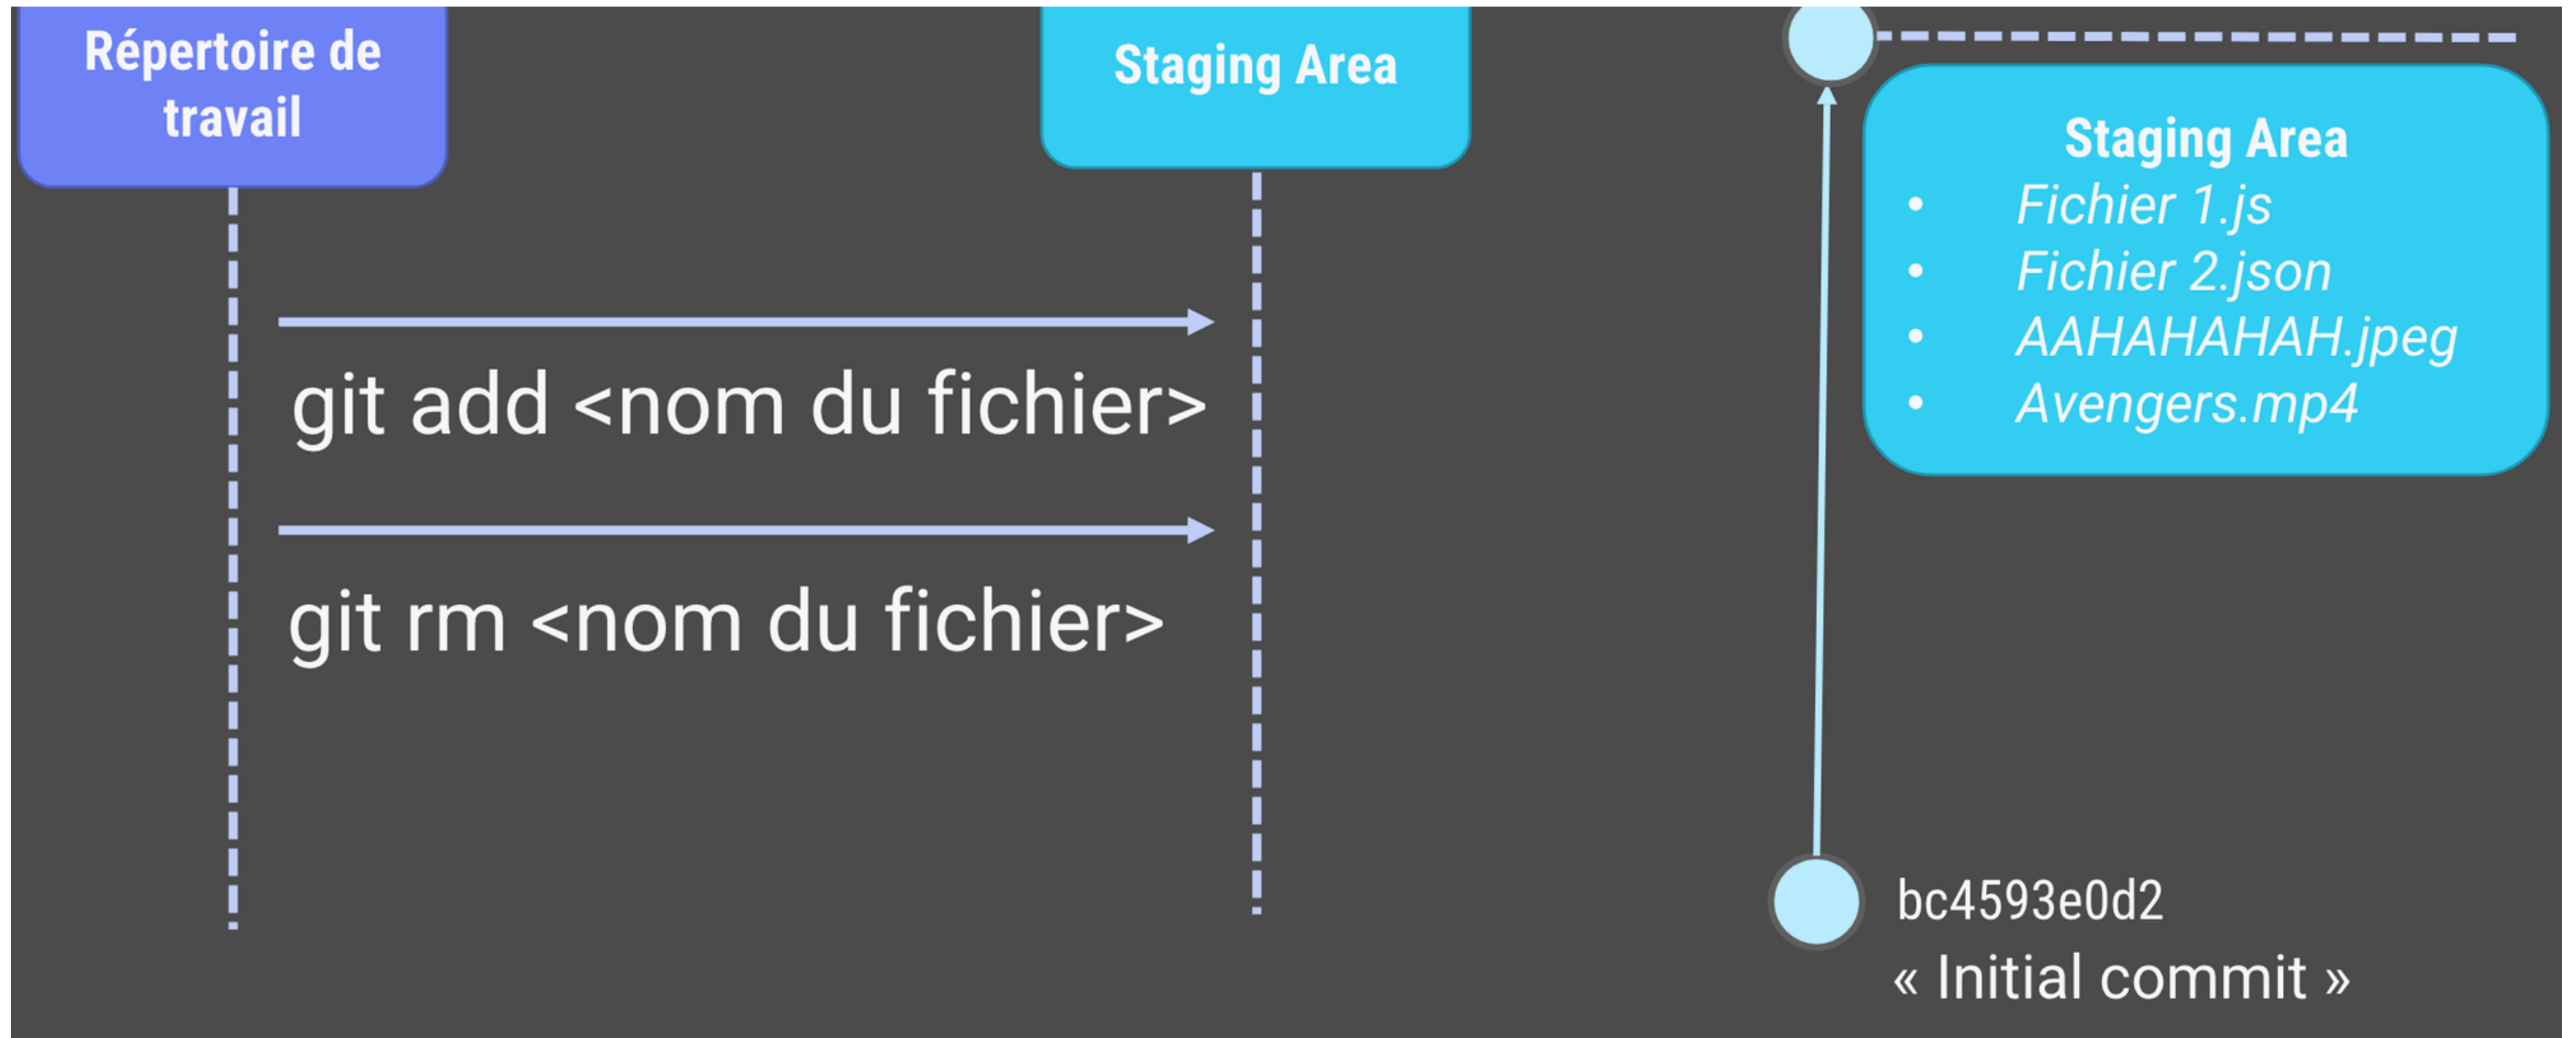 Répertoire de
travail
Staging Area
git add <nom du fichier>
git rm <nom du fichier>
Staging Area
• Fichier 1.js
• Fichier 2.json
• AAHAHAHAH.jpeg
• Avengers.mp4
bc4593e0d2
« Initial commit »